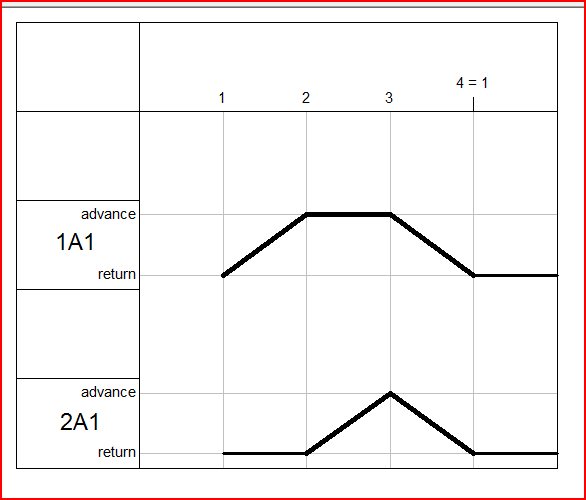 4 = 1
1 2 3
advance
1A1
return
advance
2A1
return